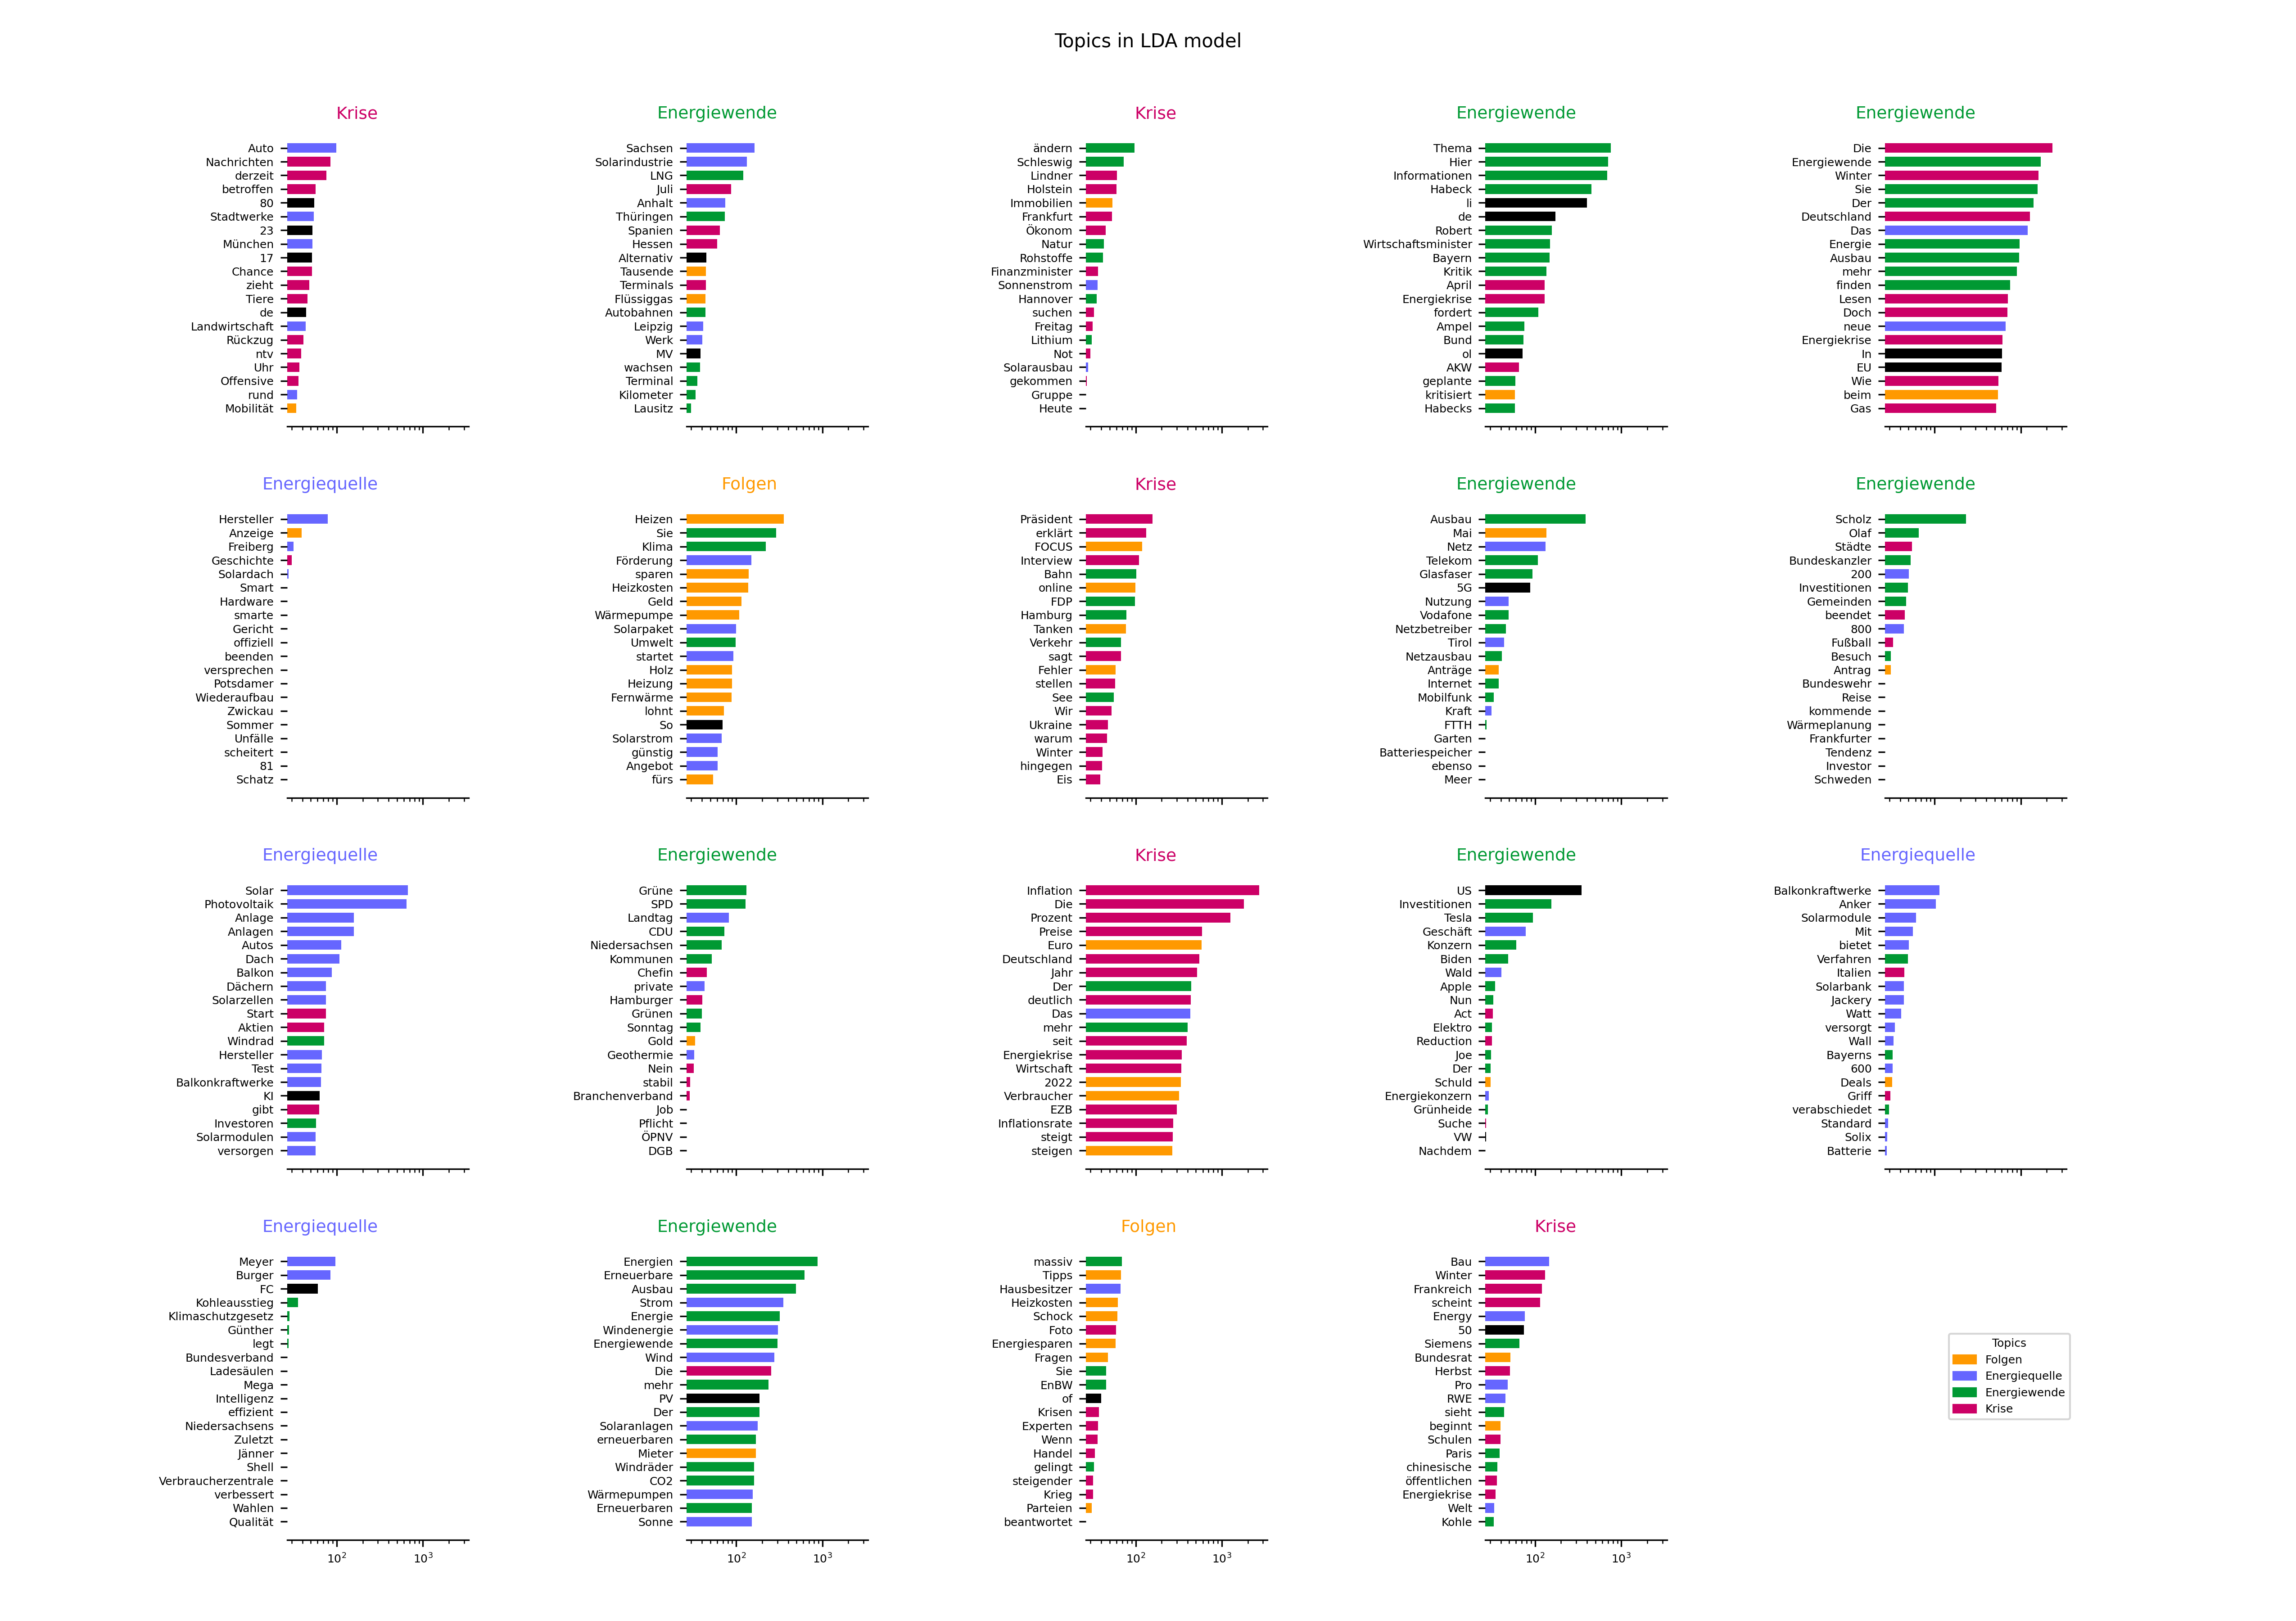 Topics in LDA model
Krise
Auto
Nachrichten
derzeit
betroffen
80
Stadtwerke
23
München
17
Chance
zieht
Tiere
de
Landwirtschaft
Rückzug
ntv
Uhr
Offensive
rund
Mobilität
Energiewende
Sachsen
Solarindustrie
LNG
Juli
Anhalt
Thüringen
Spanien
Hessen
Alternativ
Tausende
Terminals
Flüssiggas
Autobahnen
Leipzig
Werk
MV
wachsen
Terminal
Kilometer
Lausitz
Krise
ändern
Schleswig
Lindner
Holstein
Immobilien
Frankfurt
Ökonom
Natur
Rohstoffe
Finanzminister
Sonnenstrom
Hannover
suchen
Freitag
Lithium
Not
Solarausbau
gekommen
Gruppe
Heute
Energiewende
Thema
Hier
Informationen
Habeck
li
de
Robert
Wirtschaftsminister
Bayern
Kritik
April
Energiekrise
fordert
Ampel
Bund
ol
AKW
geplante
kritisiert
Habecks
Energiewende
Die
Energiewende
Winter
Sie
Der
Deutschland
Das
Energie
Ausbau
mehr
finden
Lesen
Doch
neue
Energiekrise
In
EU
Wie
beim
Gas
Energiequelle
Hersteller
Anzeige
Freiberg
Geschichte
Solardach
Smart
Hardware
smarte
Gericht
offiziell
beenden
versprechen
Potsdamer
Wiederaufbau
Zwickau
Sommer
Unfälle
scheitert
81
Schatz
Folgen
Heizen
Sie
Klima
Förderung
sparen
Heizkosten
Geld
Wärmepumpe
Solarpaket
Umwelt
startet
Holz
Heizung
Fernwärme
lohnt
So
Solarstrom
günstig
Angebot
fürs
Krise
Präsident
erklärt
FOCUS
Interview
Bahn
online
FDP
Hamburg
Tanken
Verkehr
sagt
Fehler
stellen
See
Wir
Ukraine
warum
Winter
hingegen
Eis
Energiewende
Ausbau
Mai
Netz
Telekom
Glasfaser
5G
Nutzung
Vodafone
Netzbetreiber
Tirol
Netzausbau
Anträge
Internet
Mobilfunk
Kraft
FTTH
Garten
Batteriespeicher
ebenso
Meer
Energiewende
Scholz
Olaf
Städte
Bundeskanzler
200
Investitionen
Gemeinden
beendet
800
Fußball
Besuch
Antrag
Bundeswehr
Reise
kommende
Wärmeplanung
Frankfurter
Tendenz
Investor
Schweden
Energiequelle
Solar
Photovoltaik
Anlage
Anlagen
Autos
Dach
Balkon
Dächern
Solarzellen
Start
Aktien
Windrad
Hersteller
Test
Balkonkraftwerke
KI
gibt
Investoren
Solarmodulen
versorgen
Energiewende
Grüne
SPD
Landtag
CDU
Niedersachsen
Kommunen
Chefin
private
Hamburger
Grünen
Sonntag
Gold
Geothermie
Nein
stabil
Branchenverband
Job
Pflicht
ÖPNV
DGB
Krise
Inflation
Die
Prozent
Preise
Euro
Deutschland
Jahr
Der
deutlich
Das
mehr
seit
Energiekrise
Wirtschaft
2022
Verbraucher
EZB
Inflationsrate
steigt
steigen
Energiewende
US
Investitionen
Tesla
Geschäft
Konzern
Biden
Wald
Apple
Nun
Act
Elektro
Reduction
Joe
Der
Schuld
Energiekonzern
Grünheide
Suche
VW
Nachdem
Energiequelle
Balkonkraftwerke
Anker
Solarmodule
Mit
bietet
Verfahren
Italien
Solarbank
Jackery
Watt
versorgt
Wall
Bayerns
600
Deals
Griff
verabschiedet
Standard
Solix
Batterie
Energiequelle
Meyer
Burger
FC
Kohleausstieg
Klimaschutzgesetz
Günther
legt
Bundesverband
Ladesäulen
Mega
Intelligenz
effizient
Niedersachsens
Zuletzt
Jänner
Shell
Verbraucherzentrale
verbessert
Wahlen
Qualität
10² 10³
Energiewende
Energien
Erneuerbare
Ausbau
Strom
Energie
Windenergie
Energiewende
Wind
Die
mehr
PV
Der
Solaranlagen
erneuerbaren
Mieter
Windräder
CO2
Wärmepumpen
Erneuerbaren
Sonne
10² 10³
Folgen
massiv
Tipps
Hausbesitzer
Heizkosten
Schock
Foto
Energiesparen
Fragen
Sie
EnBW
of
Krisen
Experten
Wenn
Handel
gelingt
steigender
Krieg
Parteien
beantwortet
10² 10³
Krise
Bau
Winter
Frankreich
scheint
Energy
50
Siemens
Bundesrat
Herbst
Pro
RWE
sieht
beginnt
Schulen
Paris
chinesische
öffentlichen
Energiekrise
Welt
Kohle
10² 10³
Topics
Folgen
Energiequelle
Energiewende
Krise